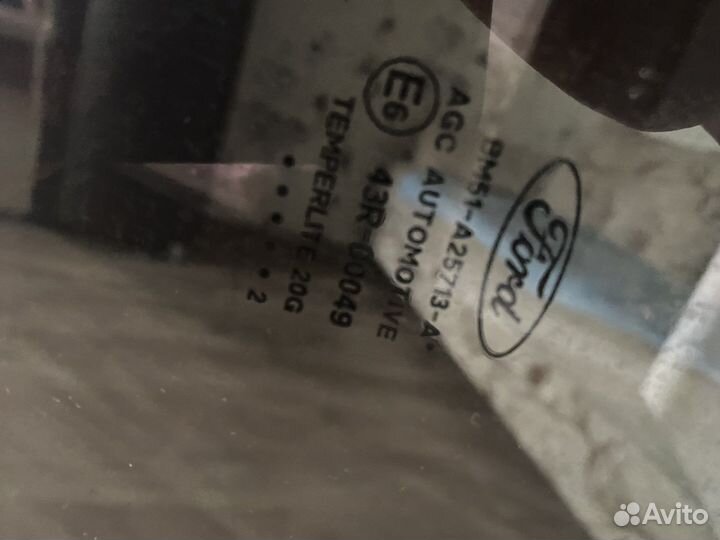 Ford
BM51-A25713-A*
AGC AUTOMOTIVE
E6 43R-00049
TEMPERLITE 20G
• • • • • 2
Avito